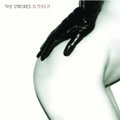 THE STROKES IS THIS IT